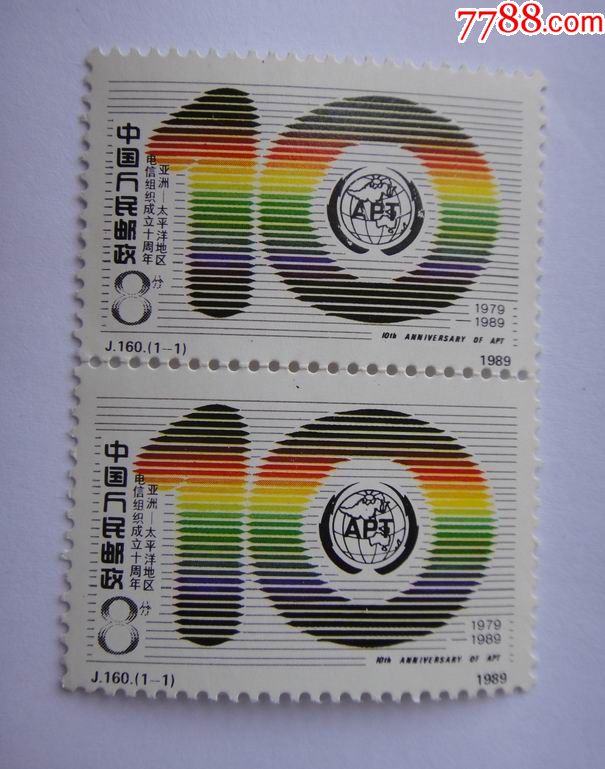 7788.com
中国人民邮政
亚洲—太平洋地区
电信组织成立十周年
8分
10
APT
1979
1989
10th ANNIVERSARY OF APT
J.160.(1-1)
1989
中国人民邮政
亚洲—太平洋地区
电信组织成立十周年
8分
10
APT
1979
1989
10th ANNIVERSARY OF APT
J.160.(1-1)
1989